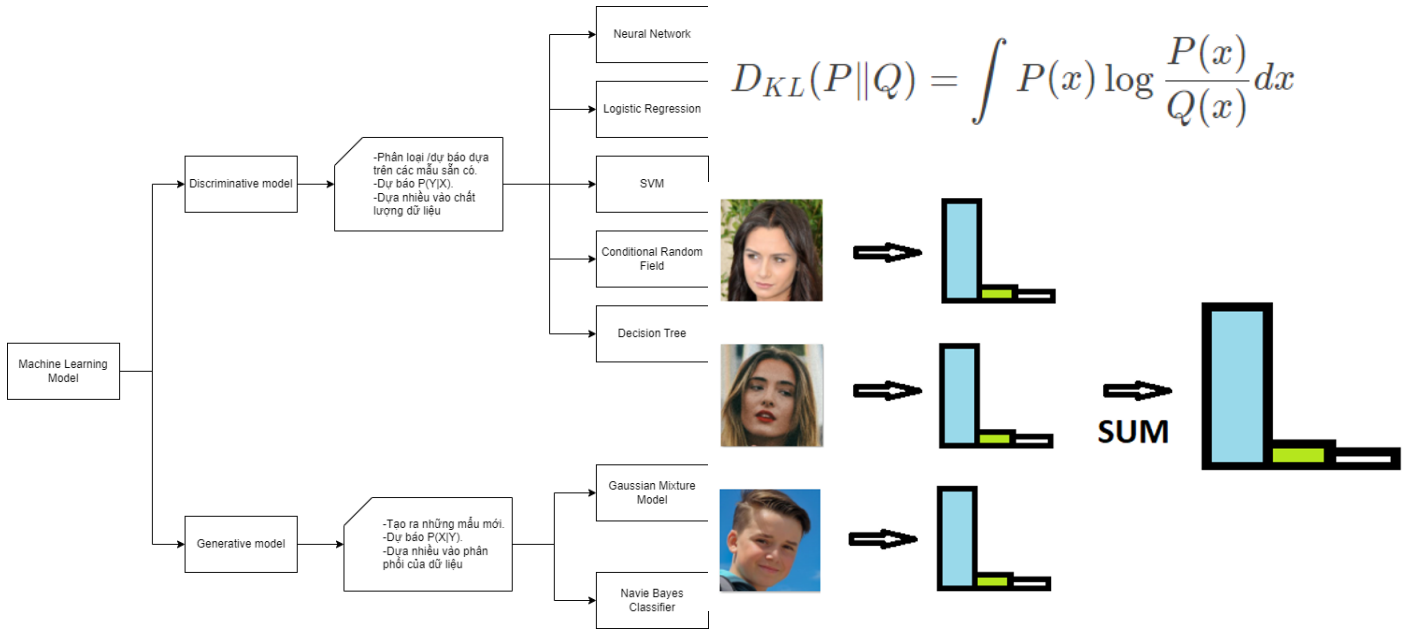 Machine Learning
Model
Discriminative model
-Phân loại /dự báo dựa
trên các mẫu sẵn có.
-Dự báo P(Y|X).
-Dựa nhiều vào chất
lượng dữ liệu
Neural Network
Logistic Regression
SVM
Conditional Random
Field
Decision Tree
Generative model
-Tạo ra những mẫu mới.
-Dự báo P(X|Y).
-Dựa nhiều vào phân
phối của dữ liệu
Gaussian Mixture
Model
Navie Bayes
Classifier
D_{KL}(P‖Q) = ∫ P(x) log \frac{P(x)}{Q(x)} dx
SUM